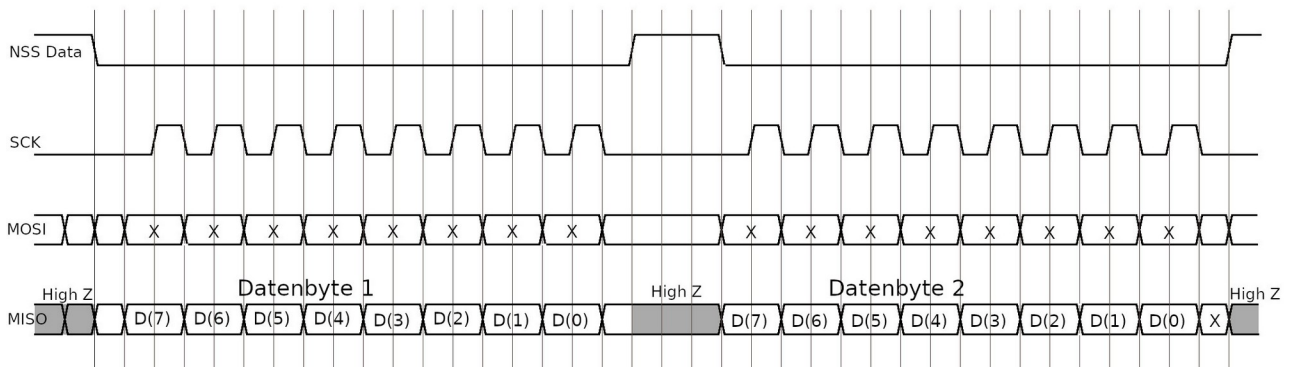 NSS Data
SCK
MOSI X X X X X X X X X X X X X X X X
Datenbyte 1 Datenbyte 2
High Z High Z High Z
MISO D(7) D(6) D(5) D(4) D(3) D(2) D(1) D(0) D(7) D(6) D(5) D(4) D(3) D(2) D(1) D(0) X